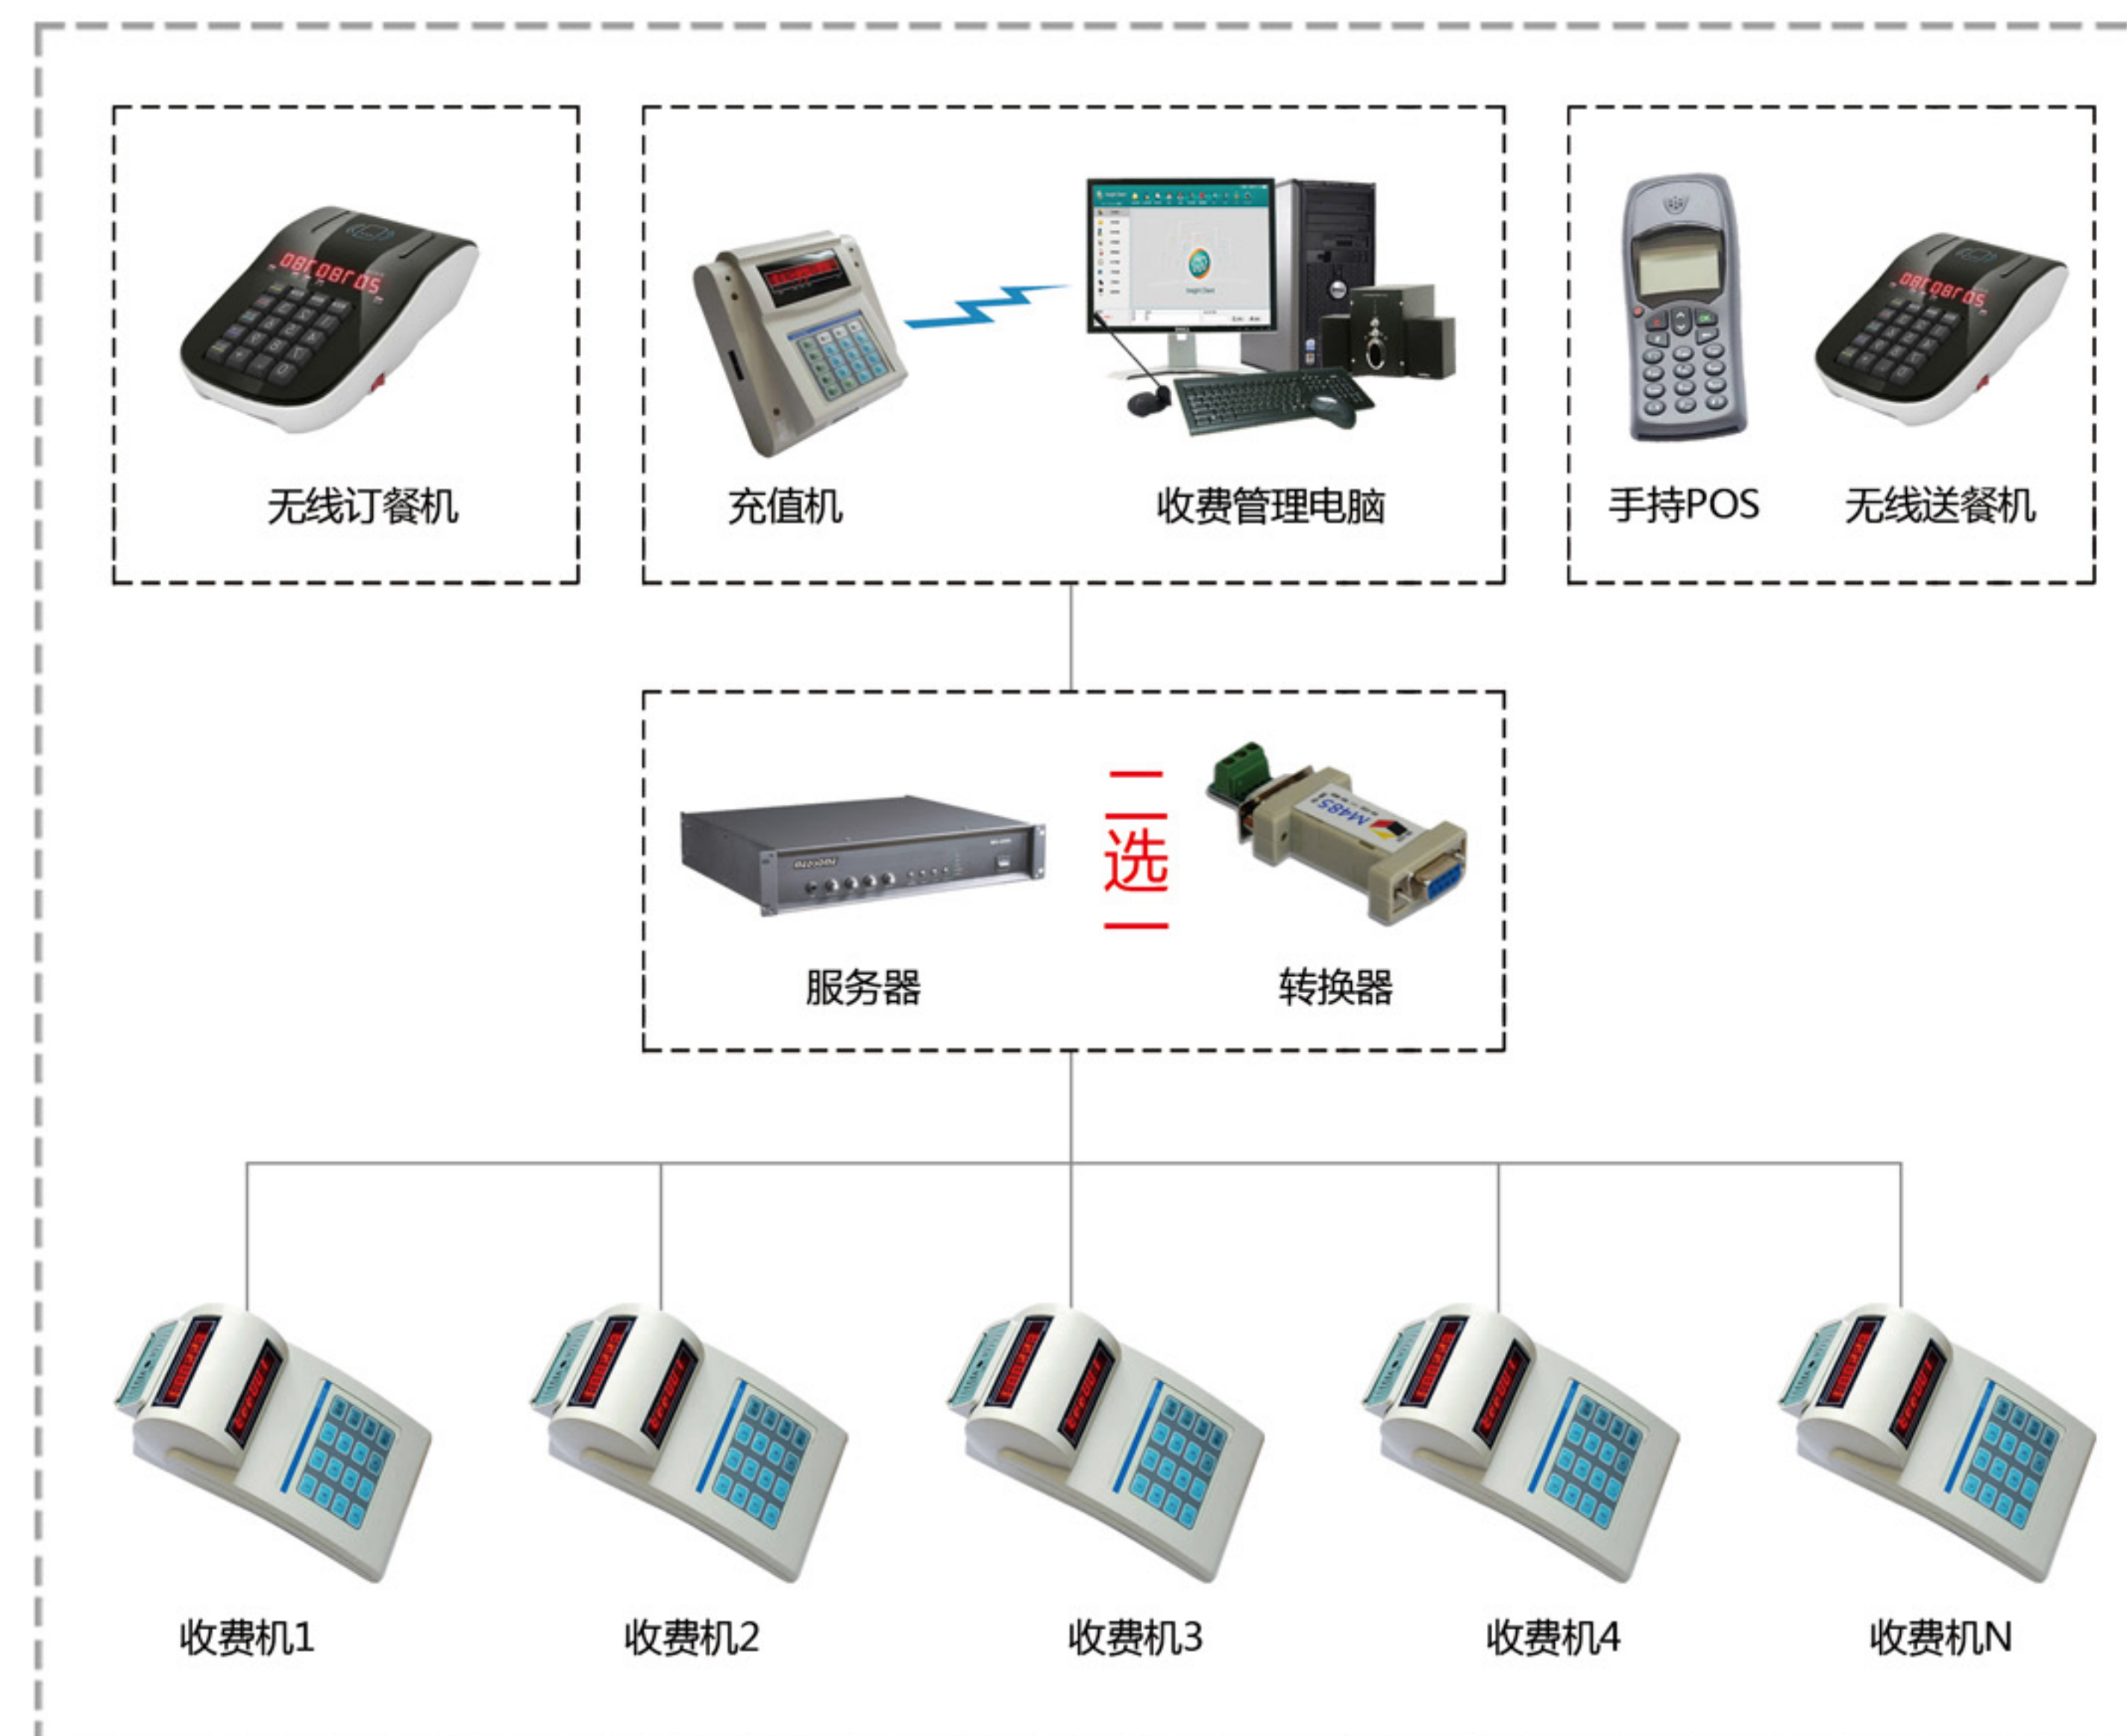 无线订餐机
充值机
收费管理电脑
手持POS
无线送餐机
二选一
M485
服务器
转换器
收费机1
收费机2
收费机3
收费机4
收费机N